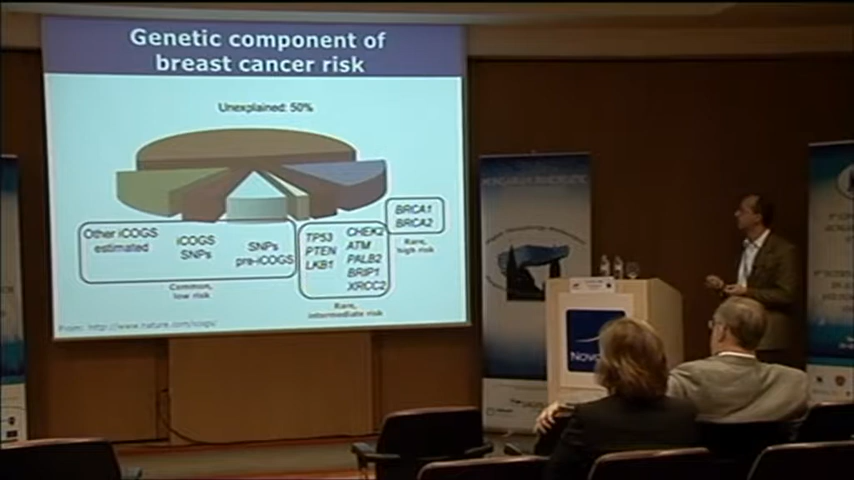 Genetic component of
breast cancer risk
Unexplained: 50%
Other iCOGS
estimated
iCOGS
SNPs
SNPs
pre-iCOGS
Common,
low risk
TP53
PTEN
LKB1
CHEK2
ATM
PALB2
BRIP1
XRCC2
Rare,
intermediate risk
BRCA1
BRCA2
Rare,
high risk
From: http://www.nature.com/icogs/
Novo